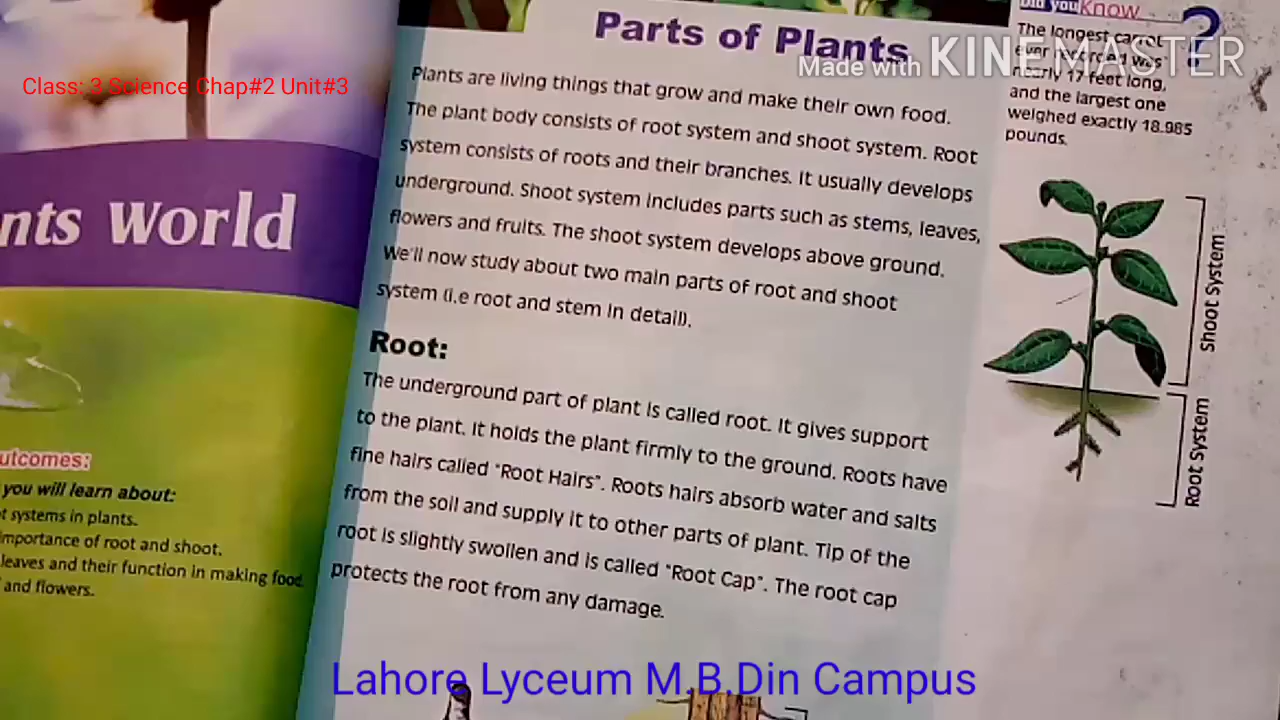 Class: 3 Science Chap#2 Unit#3
nts World
utcomes:
you will learn about:
t systems in plants.
importance of root and shoot.
leaves and their function in making food.
and flowers.
Parts of Plants
Plants are living things that grow and make their own food.
The plant body consists of root system and shoot system. Root
system consists of roots and their branches. It usually develops
underground. Shoot system includes parts such as stems, leaves,
flowers and fruits. The shoot system develops above ground.
We'll now study about two main parts of root and shoot
system (i.e root and stem in detail).
Root:
The underground part of plant is called root. It gives support
to the plant. It holds the plant firmly to the ground. Roots have
fine hairs called "Root Hairs". Roots hairs absorb water and salts
from the soil and supply it to other parts of plant. Tip of the
root is slightly swollen and is called "Root Cap". The root cap
protects the root from any damage.
Did you Know ?
The longest carrot
ever recorded was
nearly 17 feet long,
and the largest one
weighed exactly 18.985
pounds.
Shoot System
Root System
Made with KINEMASTER
Lahore Lyceum M.B.Din Campus